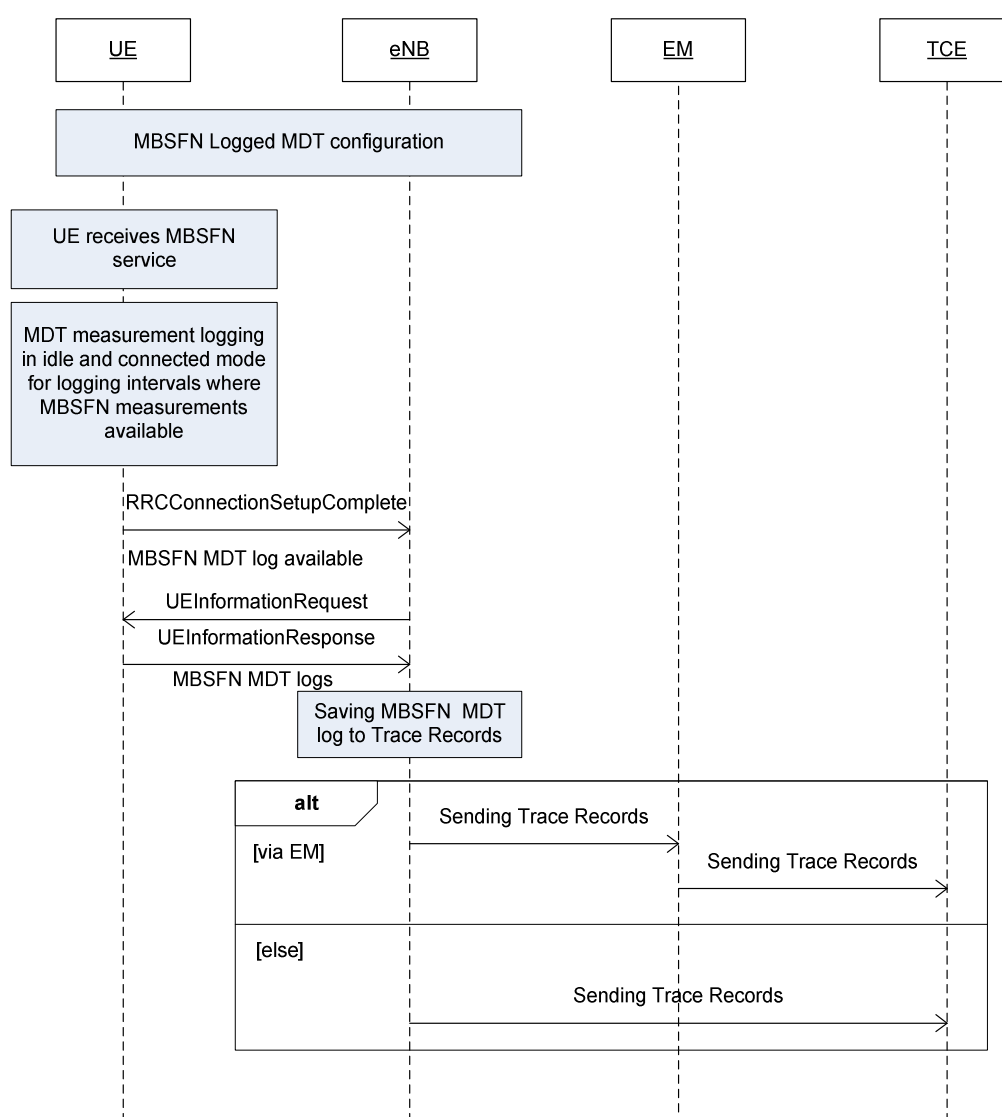 UE
eNB
EM
TCE
MBSFN Logged MDT configuration
UE receives MBSFN
service
MDT measurement logging
in idle and connected mode
for logging intervals where
MBSFN measurements
available
RRCConnectionSetupComplete
MBSFN MDT log available
UEInformationRequest
UEInformationResponse
MBSFN MDT logs
Saving MBSFN MDT
log to Trace Records
alt
Sending Trace Records
[via EM]
Sending Trace Records
[else]
Sending Trace Records